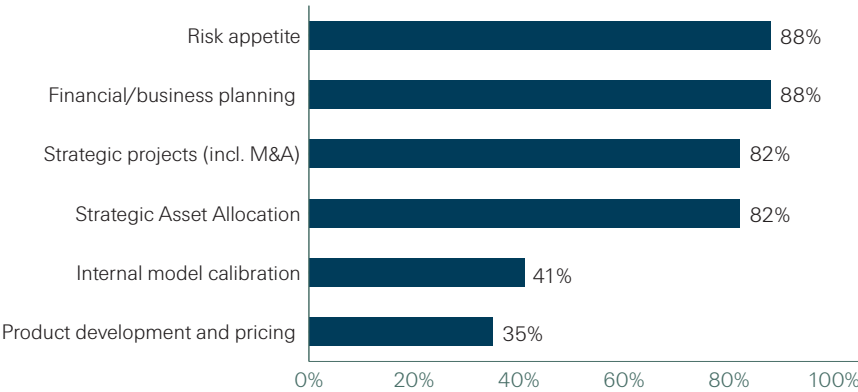 Risk appetite 88%
Financial/business planning 88%
Strategic projects (incl. M&A) 82%
Strategic Asset Allocation 82%
Internal model calibration 41%
Product development and pricing 35%
0% 20% 40% 60% 80% 100%